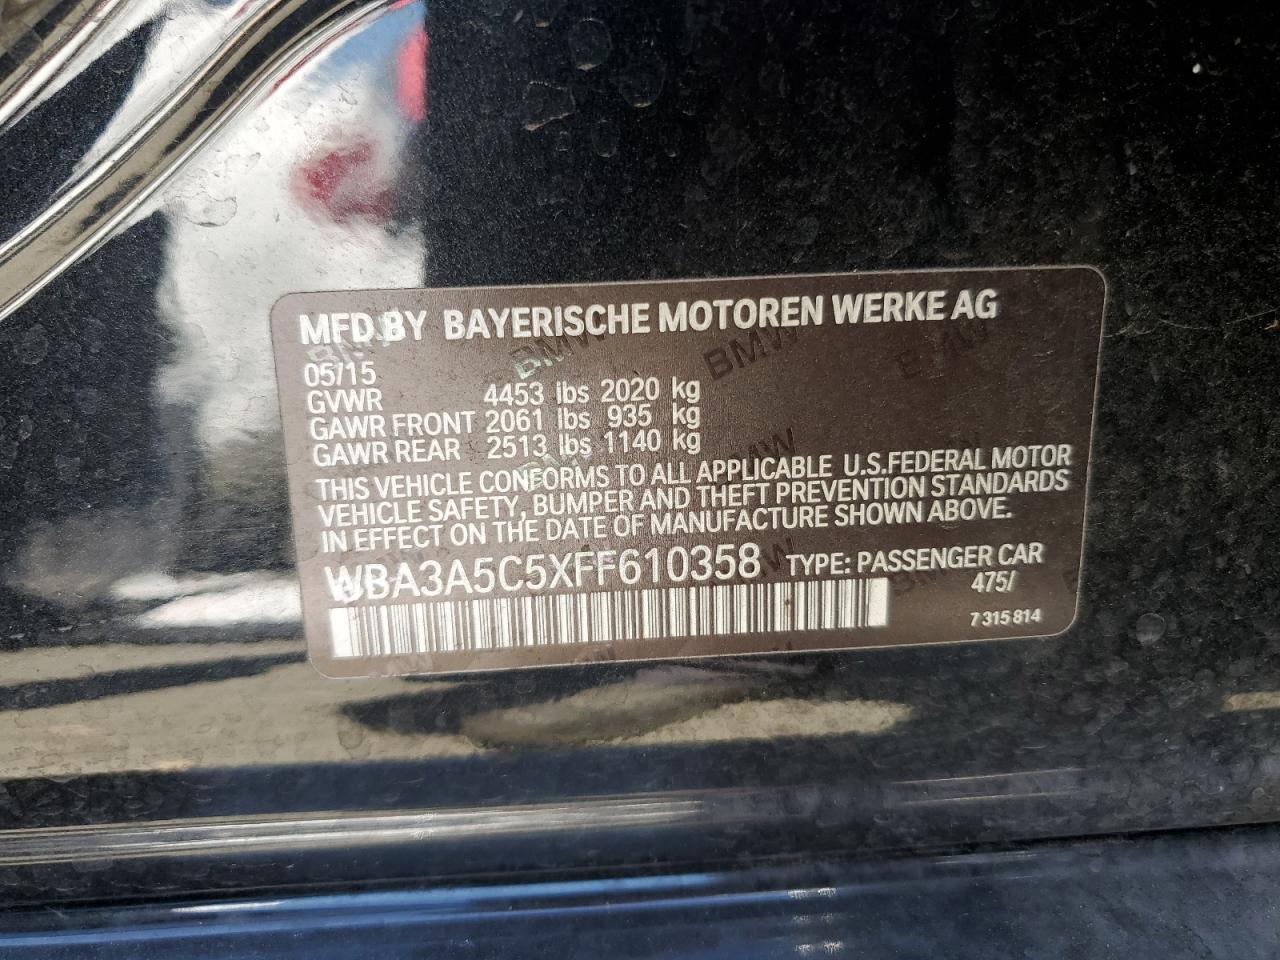 MFD BY BAYERISCHE MOTOREN WERKE AG
05/15
GVWR 4453 lbs 2020 kg
GAWR FRONT 2061 lbs 935 kg
GAWR REAR 2513 lbs 1140 kg
THIS VEHICLE CONFORMS TO ALL APPLICABLE U.S.FEDERAL MOTOR
VEHICLE SAFETY, BUMPER AND THEFT PREVENTION STANDARDS
IN EFFECT ON THE DATE OF MANUFACTURE SHOWN ABOVE.
WBA3A5C5XFF610358 TYPE: PASSENGER CAR
475/
7 315 814